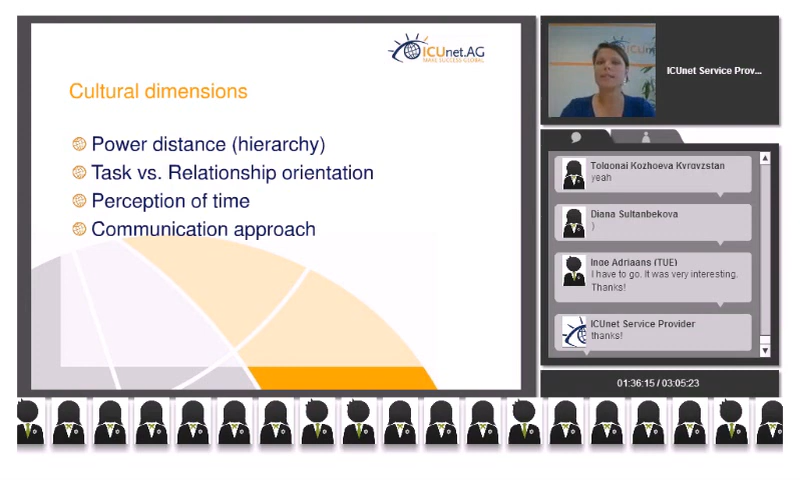 ICUnet.AG
MAKE SUCCESS GLOBAL
Cultural dimensions
Power distance (hierarchy)
Task vs. Relationship orientation
Perception of time
Communication approach
ICUnet
ICUnet Service Prov...
Tolgonai Kozhoeva Kyrgyzstan
yeah
Diana Sultanbekova
)
Inge Adriaans (TUE)
I have to go. It was very interesting.
Thanks!
ICUnet Service Provider
thanks!
01:36:15 / 03:05:23